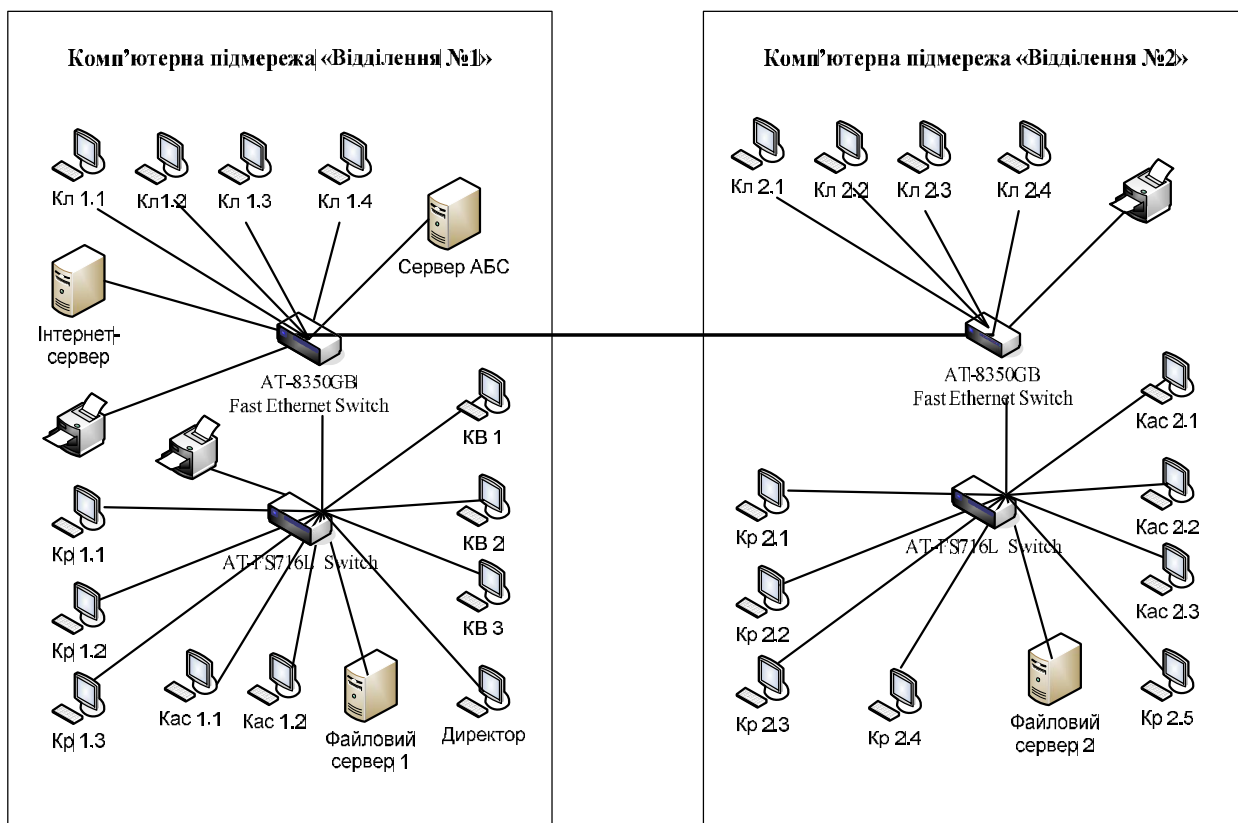 Комп’ютерна підмережа «Відділення №1»
Кл 1.1
Кл1.2
Кл 1.3
Кл 1.4
Сервер АБС
Інтернет-
сервер
AT-8350GB
Fast Ethernet Switch
КВ 1
КВ 2
КВ 3
AT-FS716L Switch
Кр 1.1
Кр 1.2
Кр 1.3
Кас 1.1
Кас 1.2
Файловий
сервер 1
Директор
Комп’ютерна підмережа «Відділення №2»
Кл 2.1
Кл 2.2
Кл 2.3
Кл 2.4
AT-8350GB
Fast Ethernet Switch
Кас 2.1
Кас 2.2
Кас 2.3
AT-FS716L Switch
Кр 2.1
Кр 2.2
Кр 2.3
Кр 2.4
Файловий
сервер 2
Кр 2.5